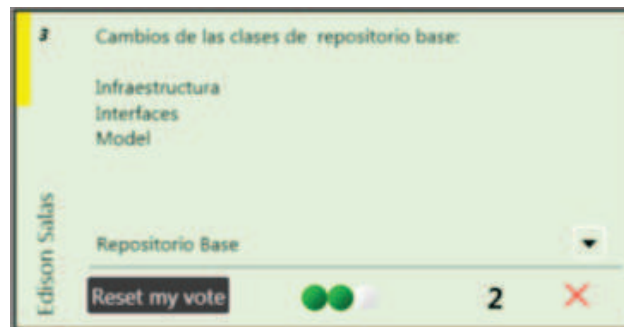 3
Cambios de las clases de repositorio base:
Infraestructura
Interfaces
Model
Edison Salas
Repositorio Base
Reset my vote
2